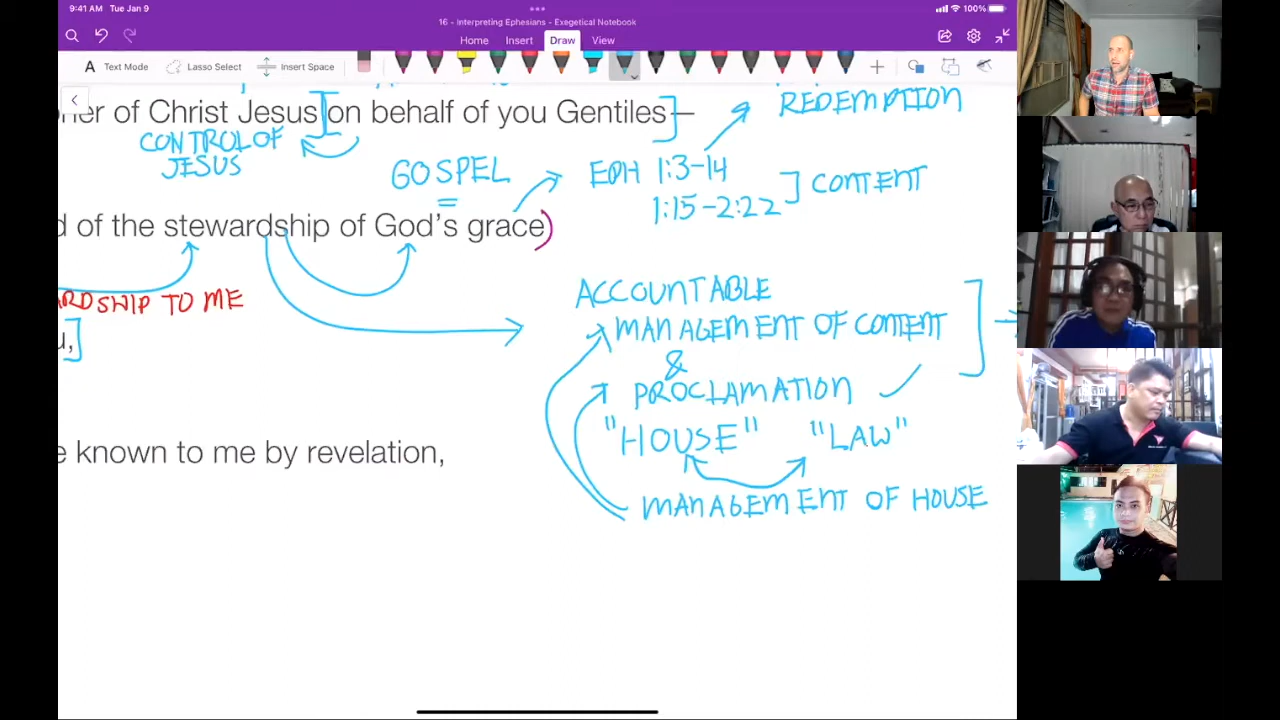 9:41 AM Tue Jan 9
100%
16 - Interpreting Ephesians - Exegetical Notebook
Home Insert Draw View
A Text Mode Lasso Select Insert Space
of Christ Jesus on behalf of you Gentiles]—
REDEMPTION
CONTROL OF
JESUS
GOSPEL
EPH 1:3-14
1:15-2:22 ] CONTENT
of the stewardship of God's grace)
SHIP TO ME
ACCOUNTABLE
MANAGEMENT OF CONTENT
&
PROCLAMATION
"HOUSE" "LAW"
known to me by revelation,
MANAGEMENT OF HOUSE